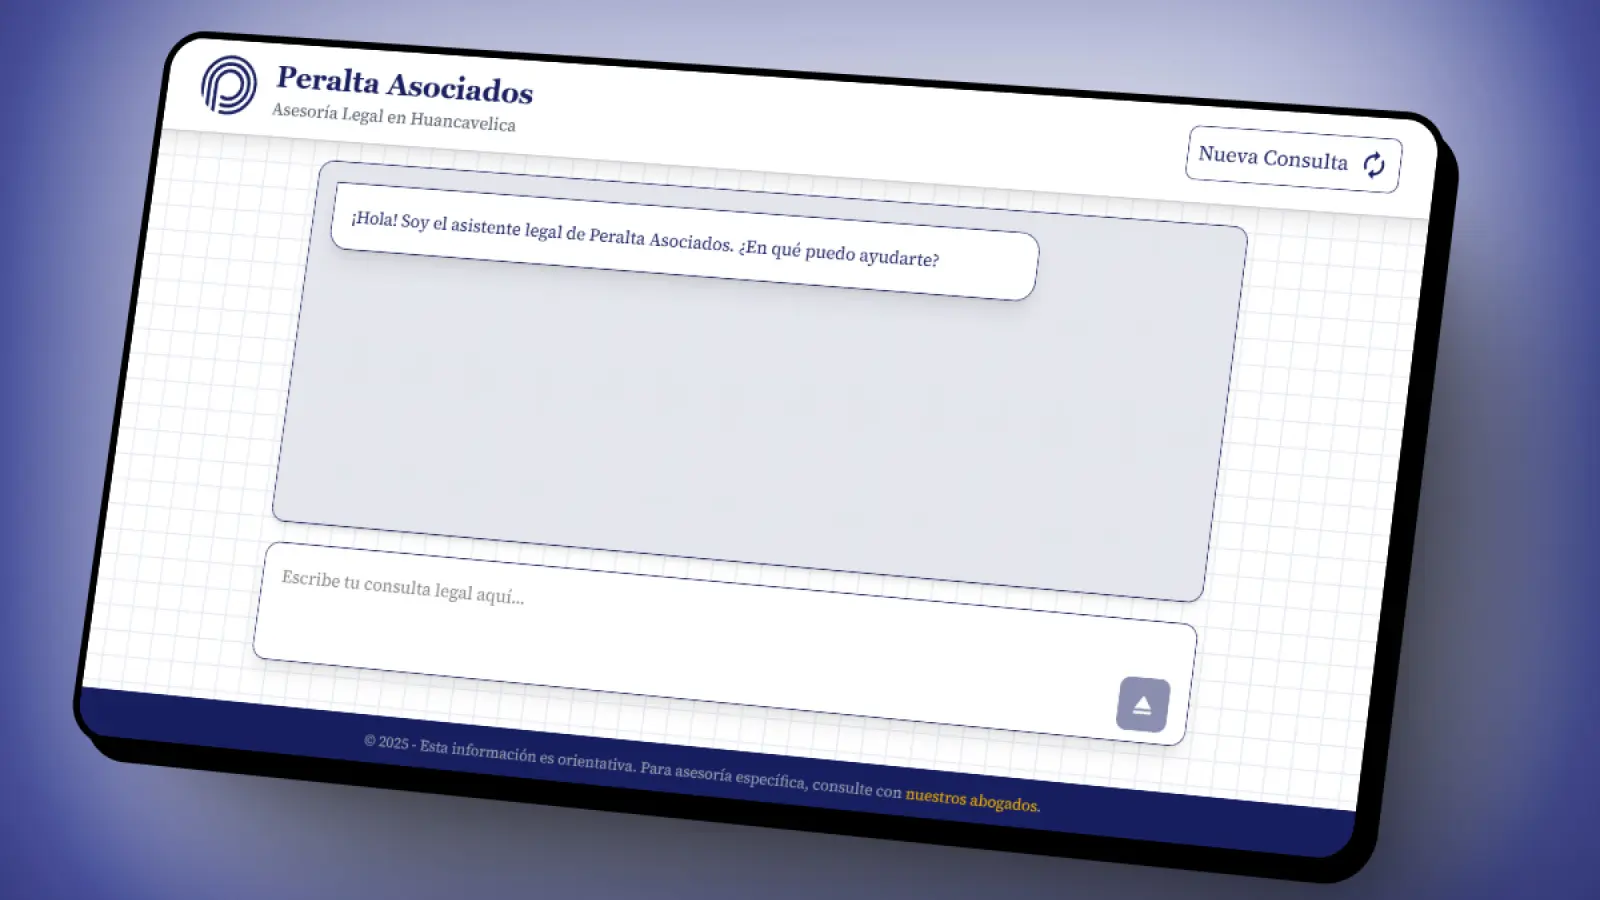 Peralta Asociados
Asesoría Legal en Huancavelica
Nueva Consulta
¡Hola! Soy el asistente legal de Peralta Asociados. ¿En qué puedo ayudarte?
Escribe tu consulta legal aquí...
© 2025 - Esta información es orientativa. Para asesoría específica, consulte con nuestros abogados.